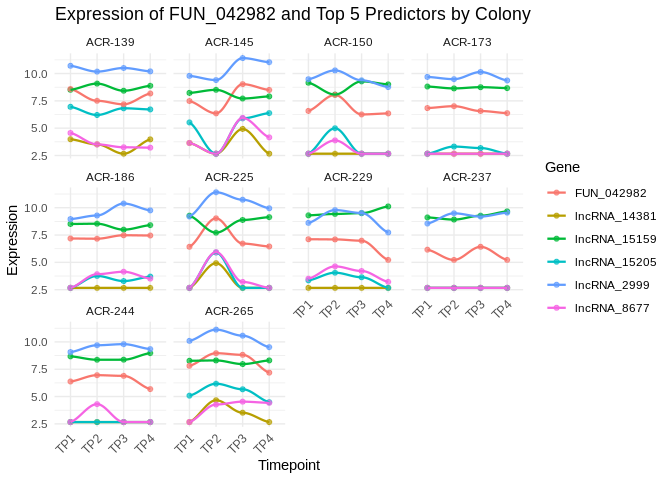 Expression of FUN_042982 and Top 5 Predictors by Colony
ACR-139 ACR-145 ACR-150 ACR-173
10.0
7.5
5.0
2.5
ACR-186 ACR-225 ACR-229 ACR-237
10.0
7.5
5.0
2.5
TP1 TP2 TP3 TP4 TP1 TP2 TP3 TP4
ACR-244 ACR-265
10.0
7.5
5.0
2.5
TP1 TP2 TP3 TP4 TP1 TP2 TP3 TP4
Expression
Timepoint
Gene
FUN_042982
lncRNA_14381
lncRNA_15159
lncRNA_15205
lncRNA_2999
lncRNA_8677